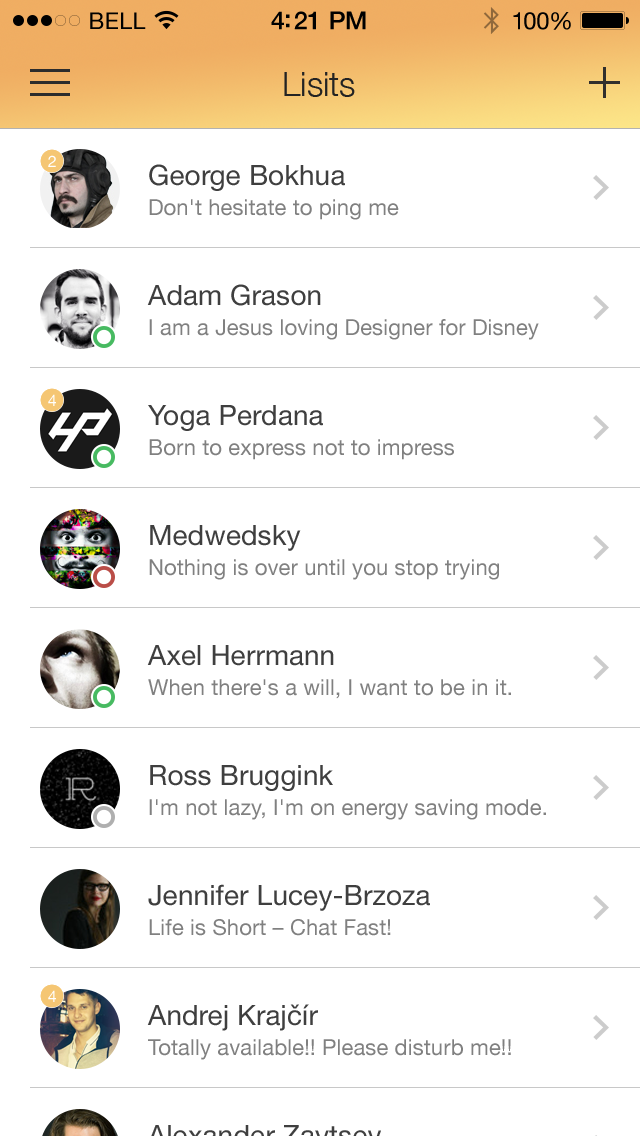 BELL 4:21 PM 100%
Lisits
2
George Bokhua
Don't hesitate to ping me
Adam Grason
I am a Jesus loving Designer for Disney
4
Yoga Perdana
Born to express not to impress
Medwedsky
Nothing is over until you stop trying
Axel Herrmann
When there's a will, I want to be in it.
R
Ross Bruggink
I'm not lazy, I'm on energy saving mode.
Jennifer Lucey-Brzoza
Life is Short – Chat Fast!
4
Andrej Krajčír
Totally available!! Please disturb me!!
Alexander Zaytsev